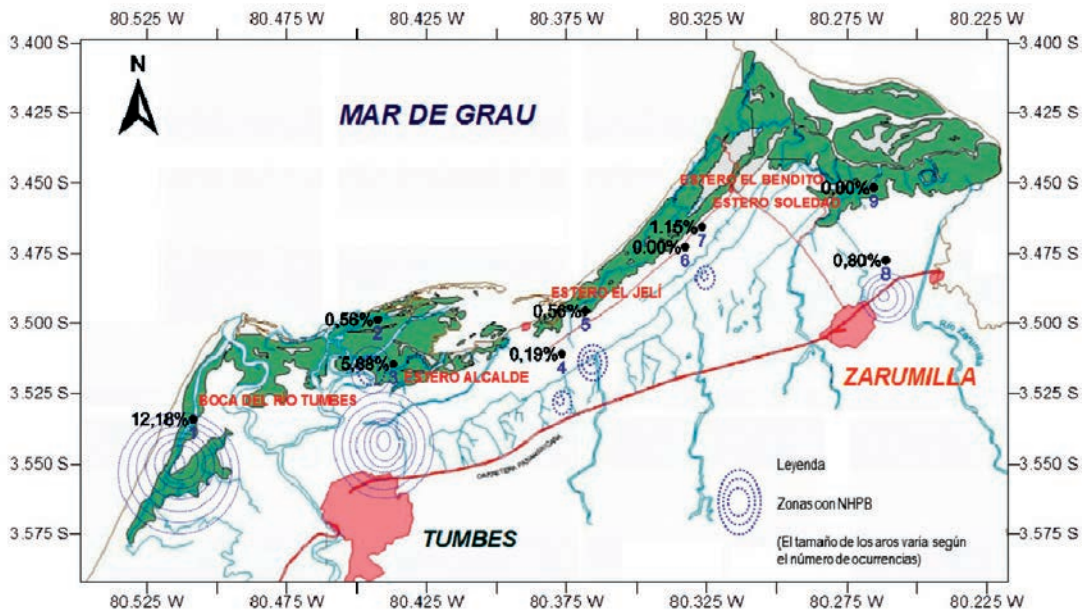 80.525 W 80.475 W 80.425 W 80.375 W 80.325 W 80.275 W 80.225 W
3.400 S 3.400 S
N
3.425 S 3.425 S
MAR DE GRAU
3.450 S 3.450 S
ESTERO EL BENDITO
0.00%
9
ESTERO SOLEDAD
1.15%
7
3.475 S 3.475 S
0.00%
6
0,80%
8
ESTERO EL JELÍ
0.56%
5
3.500 S 3.500 S
0.56%
2
0,19%
4
3.525 S 3.525 S
5,68%
3
ESTERO ALCALDE
ZARUMILLA
BOCA DEL RIO TUMBES
12,18%
1
3.550 S 3.550 S
CARRETERA PANAMERICANA
Leyenda
Zonas con NHPB
3.575 S 3.575 S
TUMBES
(El tamaño de los aros varía según
el número de ocurrencias)
80.525 W 80.475 W 80.425 W 80.375 W 80.325 W 80.275 W 80.225 W